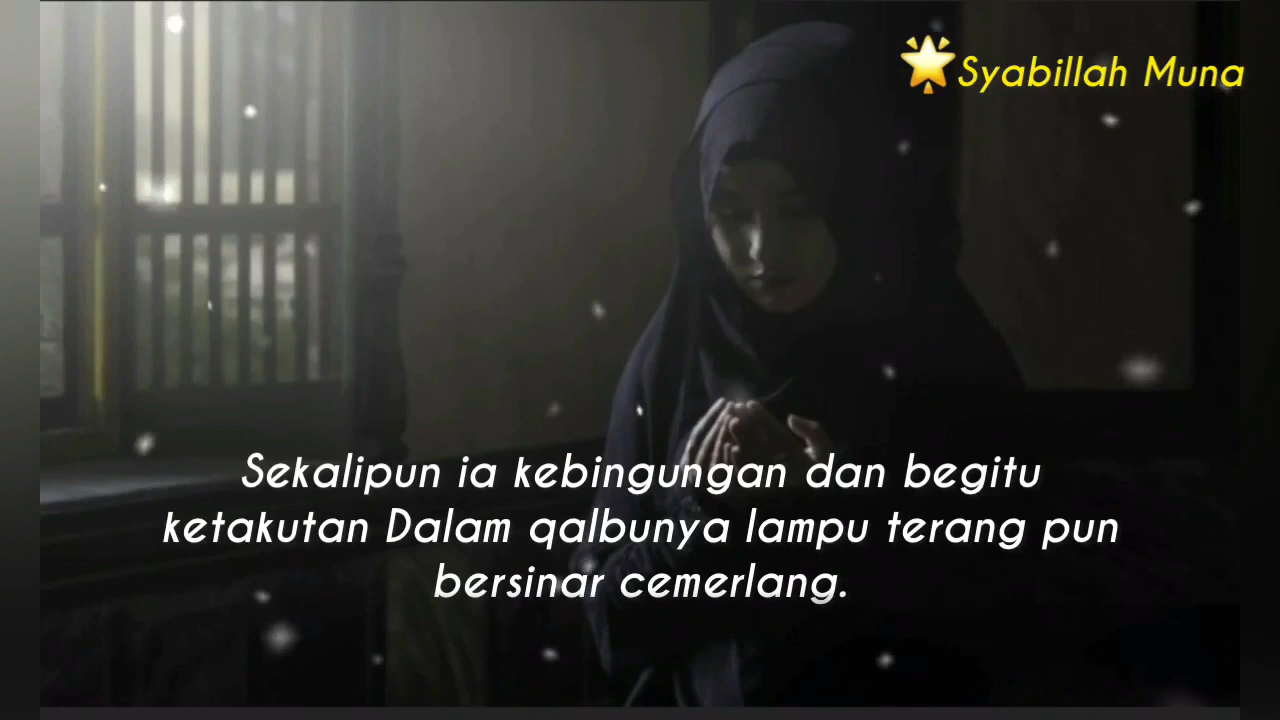 Syabillah Muna
Sekalipun ia kebingungan dan begitu
ketakutan Dalam qalbunya lampu terang pun
bersinar cemerlang.